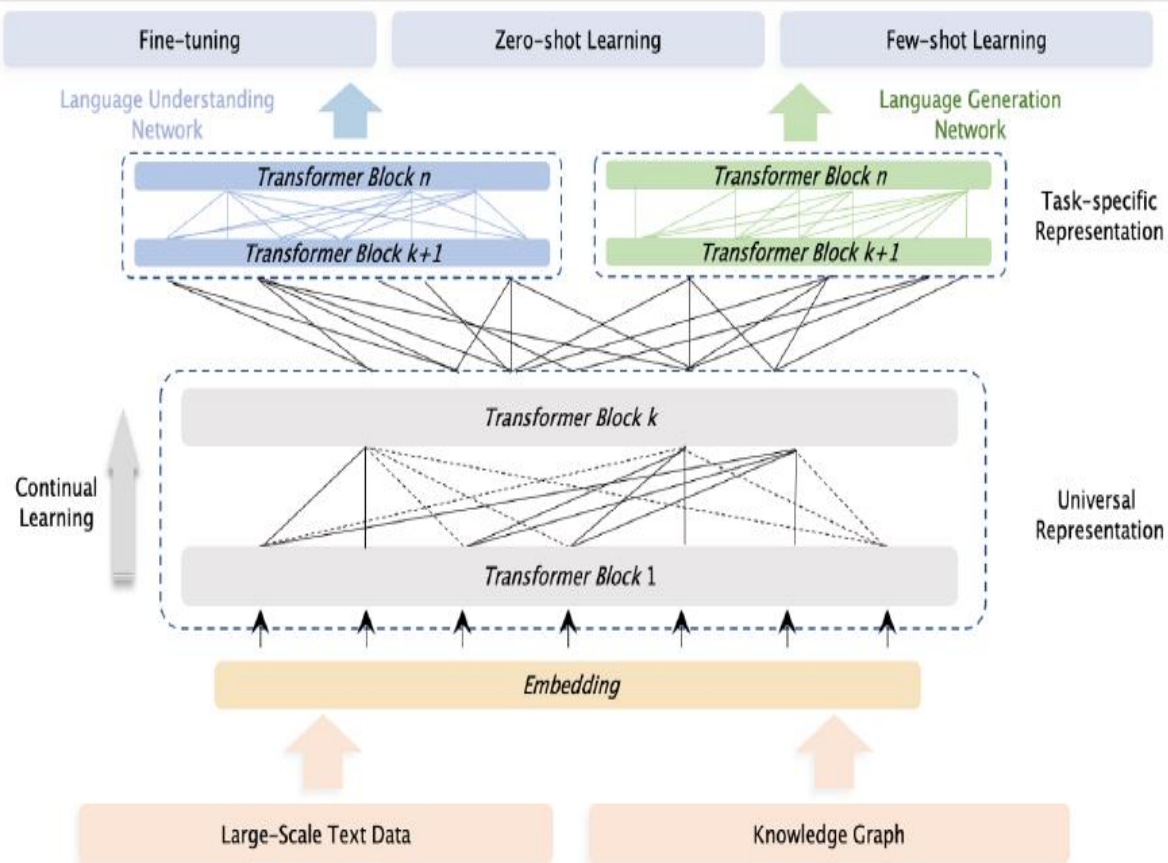 Fine-tuning
Zero-shot Learning
Few-shot Learning
Language Understanding
Network
Language Generation
Network
Transformer Block n
Transformer Block n
Task-specific
Representation
Transformer Block k+1
Transformer Block k+1
Transformer Block k
Continual
Learning
Universal
Representation
Transformer Block 1
Embedding
Large-Scale Text Data
Knowledge Graph